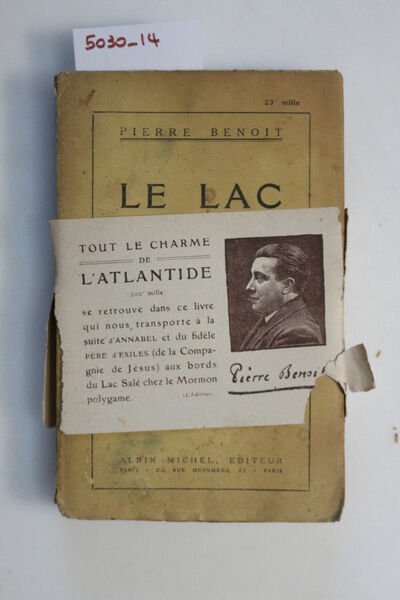 5030_14
23e mille
PIERRE BENOIT
LE LAC
TOUT LE CHARME
DE
L'ATLANTIDE
(200e mille)
se retrouve dans ce livre
qui nous transporte à la
suite d'ANNABEL et du fidèle
PÈRE D'EXILES (de la Compa-
gnie de Jésus) aux bords
du Lac Salé chez le Mormon
polygame.
(L'Éditeur.
Pierre Benoit
ALBIN MICHEL, EDITEUR
PARIS - 22, RUE HUYGHENS, 22 - PARIS